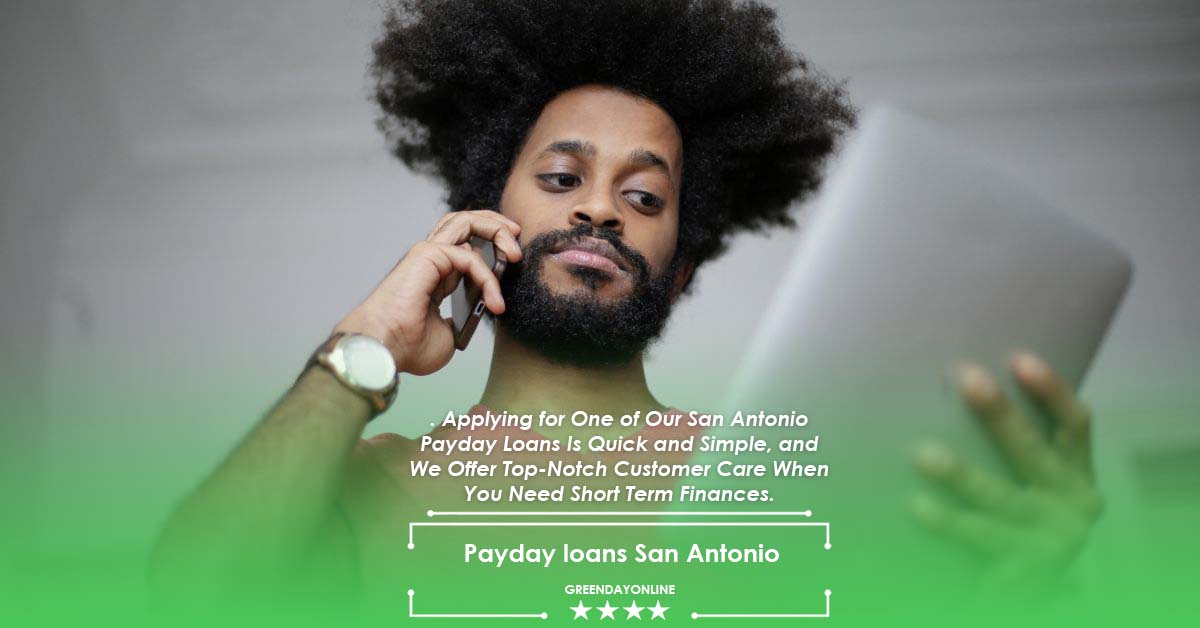 . Applying for One of Our San Antonio
Payday Loans Is Quick and Simple, and
We Offer Top-Notch Customer Care When
You Need Short Term Finances.
Payday loans San Antonio
GREENDAYONLINE